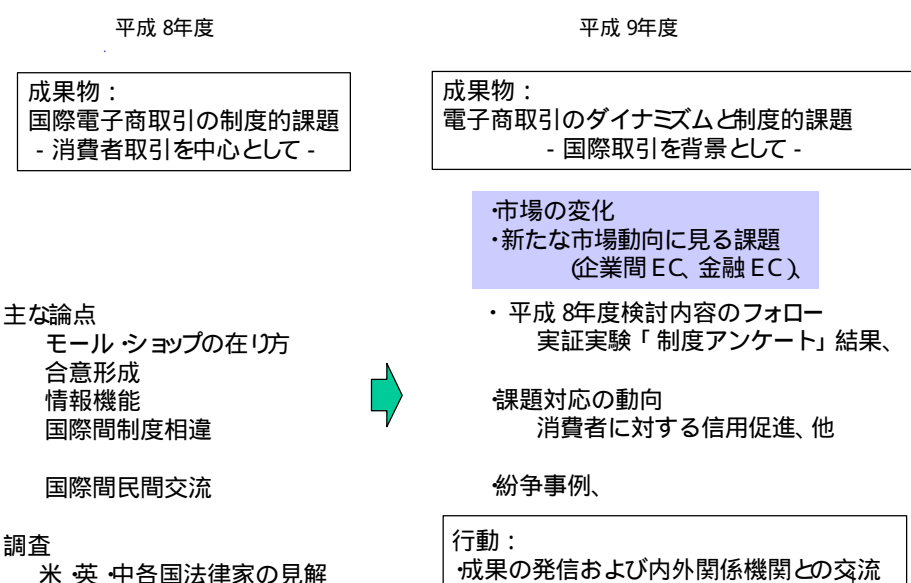 平成 8年度
成果物：
国際電子商取引の制度的課題
- 消費者取引を中心として -
主な論点
モール・ショップの在り方
合意形成
情報機能
国際間制度相違
国際間民間交流
調査
米・英・中各国法律家の見解
平成 9年度
成果物：
電子商取引のダイナミズムと制度的課題
- 国際取引を背景として -
・市場の変化
・新たな市場動向に見る課題
（企業間EC、金融EC）、
・ 平成 8年度検討内容のフォロー
実証実験「制度アンケート」結果、
・課題対応の動向
消費者に対する信用促進、他
・紛争事例、
行動：
・成果の発信および内外関係機関との交流